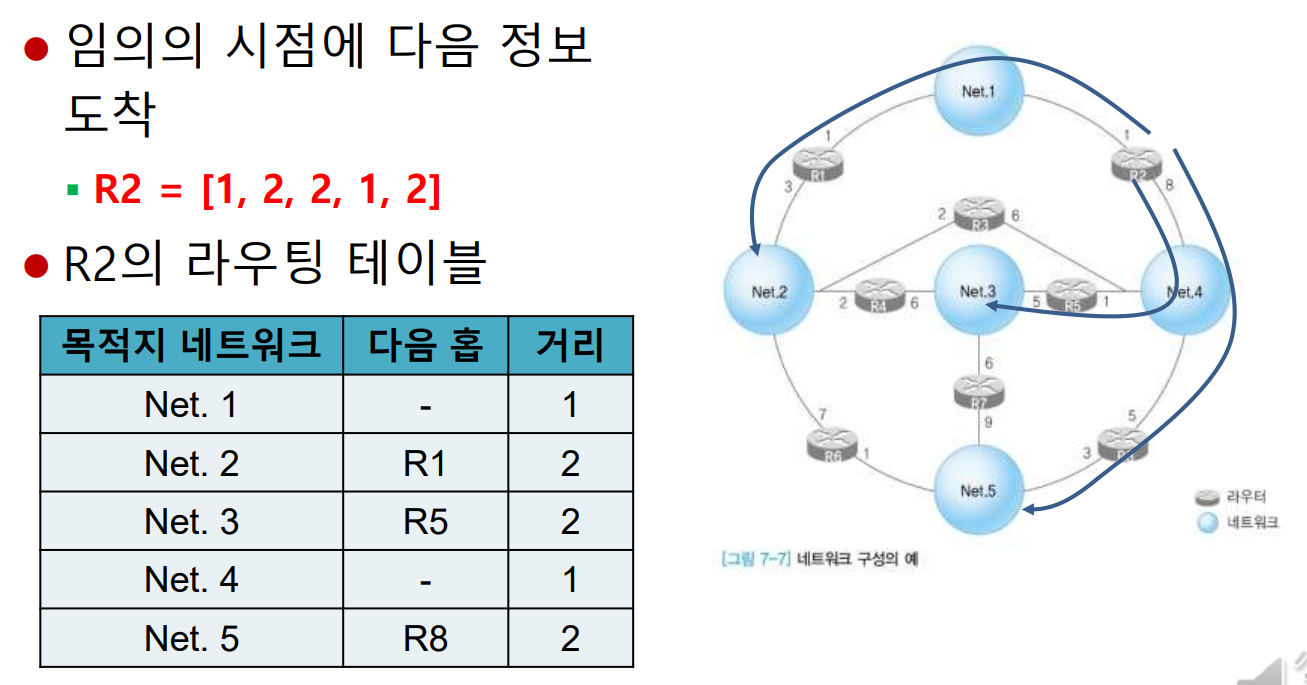 임의의 시점에 다음 정보
도착
R2 = [1, 2, 2, 1, 2]
R2의 라우팅 테이블
목적지 네트워크 다음 홉 거리
Net. 1 - 1
Net. 2 R1 2
Net. 3 R5 2
Net. 4 - 1
Net. 5 R8 2
Net.1
1 1
R1 R2
3 8
2 R3 6
Net.2 2 R4 6 Net.3 5 R5 1 Net.4
6
R7
9
7 5
R6 1 3
Net.5
라우터
네트워크
[그림 7-7] 네트워크 구성의 예